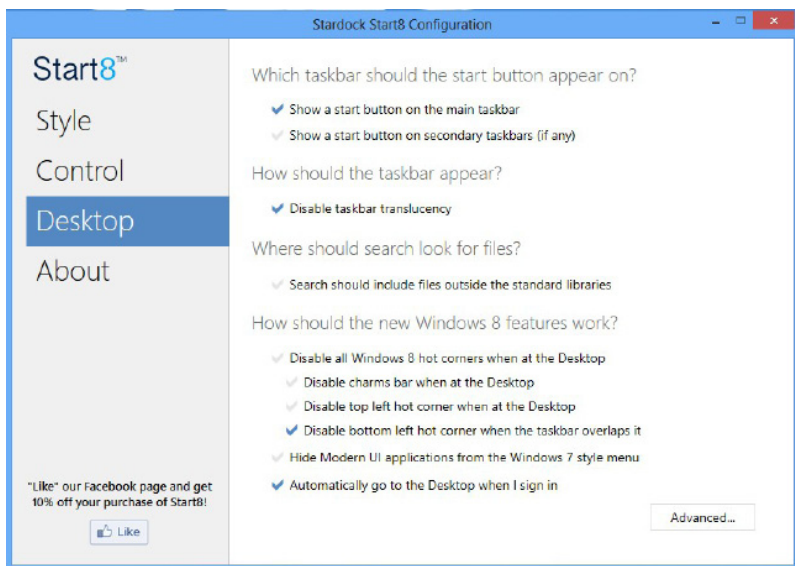 Stardock Start8 Configuration
Start8™
Style
Control
Desktop
About
"Like" our Facebook page and get
10% off your purchase of Start8!
Like
Which taskbar should the start button appear on?
Show a start button on the main taskbar
Show a start button on secondary taskbars (if any)
How should the taskbar appear?
Disable taskbar translucency
Where should search look for files?
Search should include files outside the standard libraries
How should the new Windows 8 features work?
Disable all Windows 8 hot corners when at the Desktop
Disable charms bar when at the Desktop
Disable top left hot corner when at the Desktop
Disable bottom left hot corner when the taskbar overlaps it
Hide Modern UI applications from the Windows 7 style menu
Automatically go to the Desktop when I sign in
Advanced...